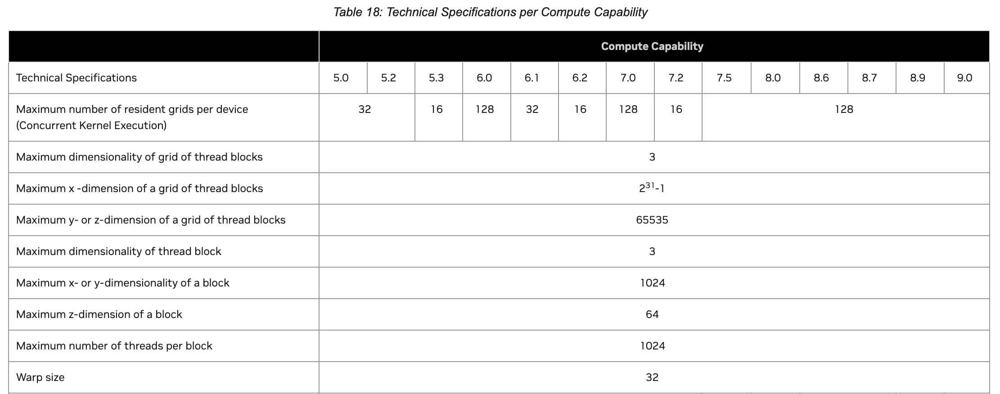 Table 18: Technical Specifications per Compute Capability
Compute Capability
Technical Specifications 5.0 5.2 5.3 6.0 6.1 6.2 7.0 7.2 7.5 8.0 8.6 8.7 8.9 9.0
Maximum number of resident grids per device 32 16 128 32 16 128 16 128
(Concurrent Kernel Execution)
Maximum dimensionality of grid of thread blocks 3
Maximum x -dimension of a grid of thread blocks 2³¹-1
Maximum y- or z-dimension of a grid of thread blocks 65535
Maximum dimensionality of thread block 3
Maximum x- or y-dimensionality of a block 1024
Maximum z-dimension of a block 64
Maximum number of threads per block 1024
Warp size 32